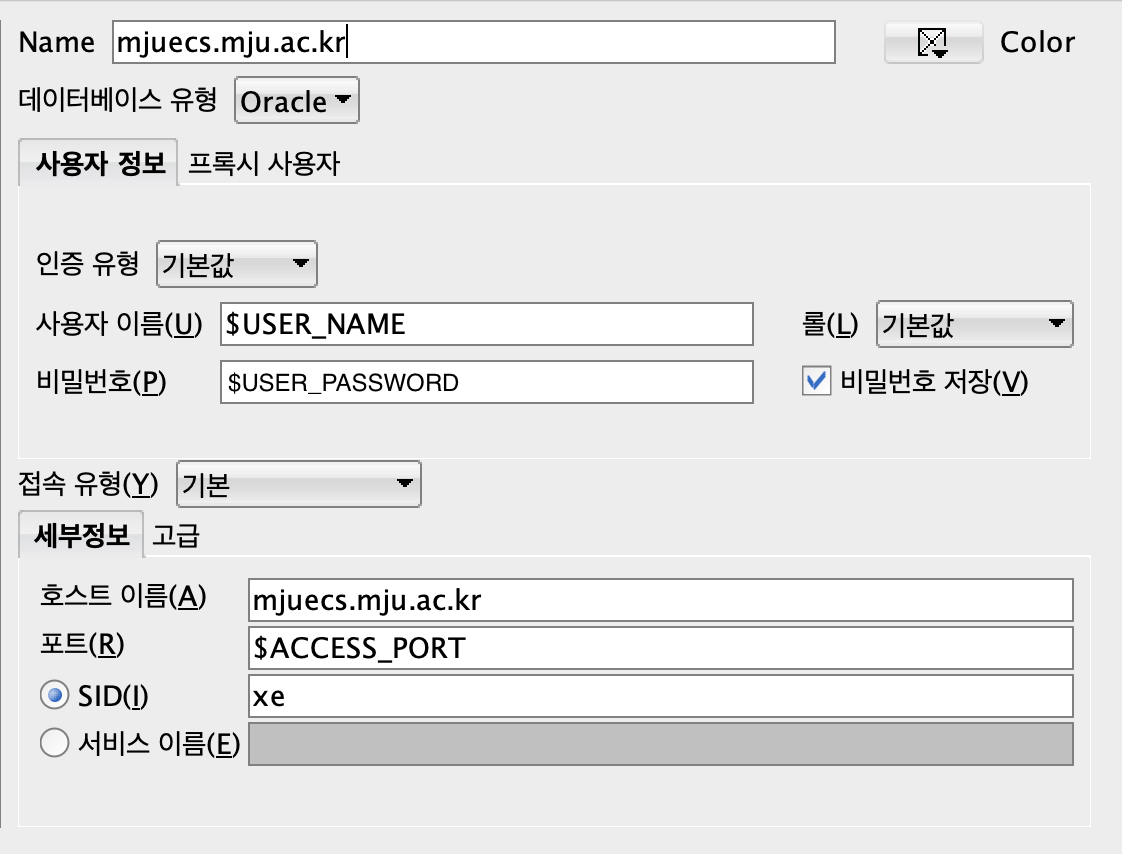 Name mjuecs.mju.ac.kr Color
데이터베이스 유형 Oracle
사용자 정보 프록시 사용자
인증 유형 기본값
사용자 이름(U) $USER_NAME 롤(L) 기본값
비밀번호(P) $USER_PASSWORD 비밀번호 저장(V)
접속 유형(Y) 기본
세부정보 고급
호스트 이름(A) mjuecs.mju.ac.kr
포트(R) $ACCESS_PORT
SID(I) xe
서비스 이름(E)